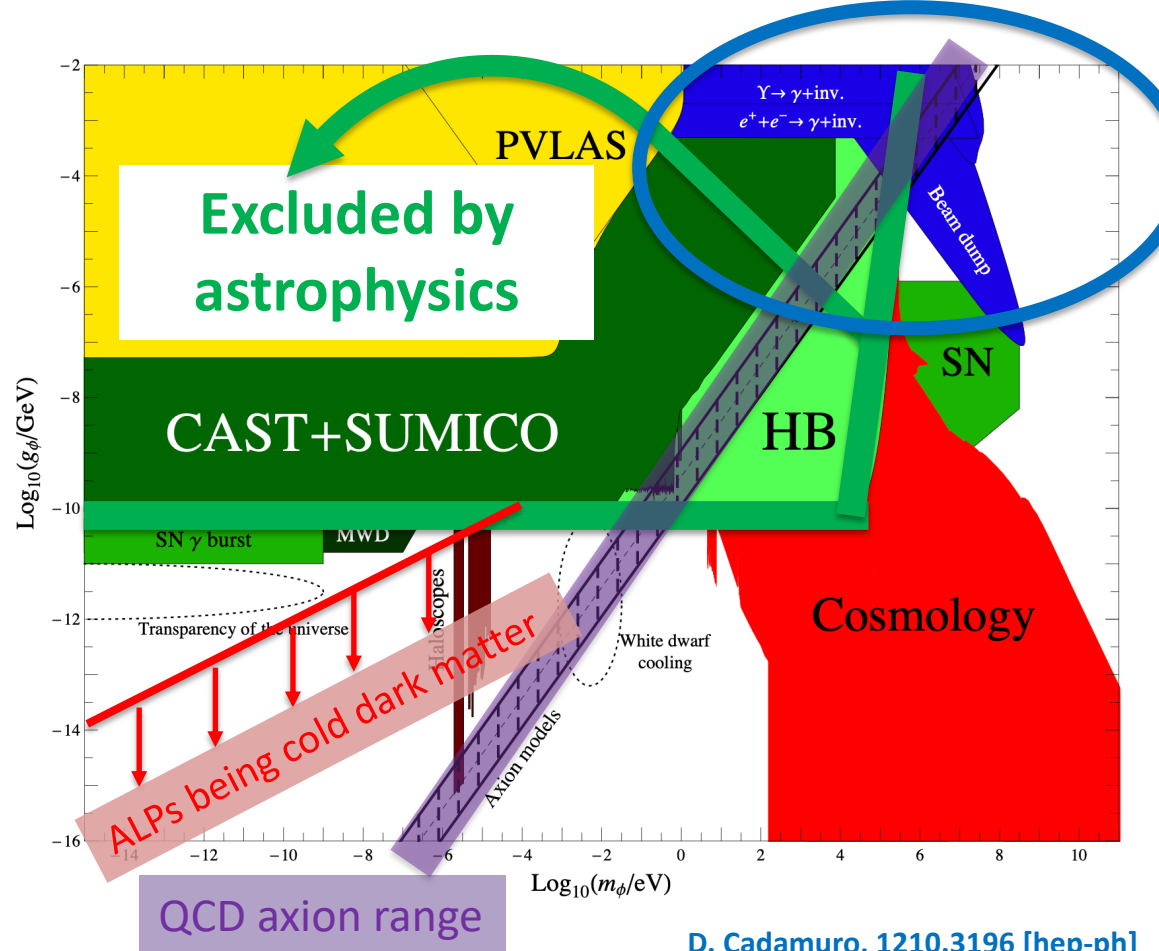 −2
−4
−6
−8
−10
−12
−14
−16
Log₁₀(g_ϕ/GeV)
ϒ→ γ+inv.
e⁺+e⁻→ γ+inv.
PVLAS
Excluded by
astrophysics
Beam dump
SN
CAST+SUMICO
HB
SN γ burst
MWD
Haloscopes
Transparency of the universe
White dwarf
cooling
Cosmology
ALPs being cold dark matter
Axion models
−14 −12 −10 −8 −6 −4 −2 0 2 4 6 8 10
Log₁₀(m_ϕ/eV)
QCD axion range
D. Cadamuro, 1210.3196 [hep-ph]